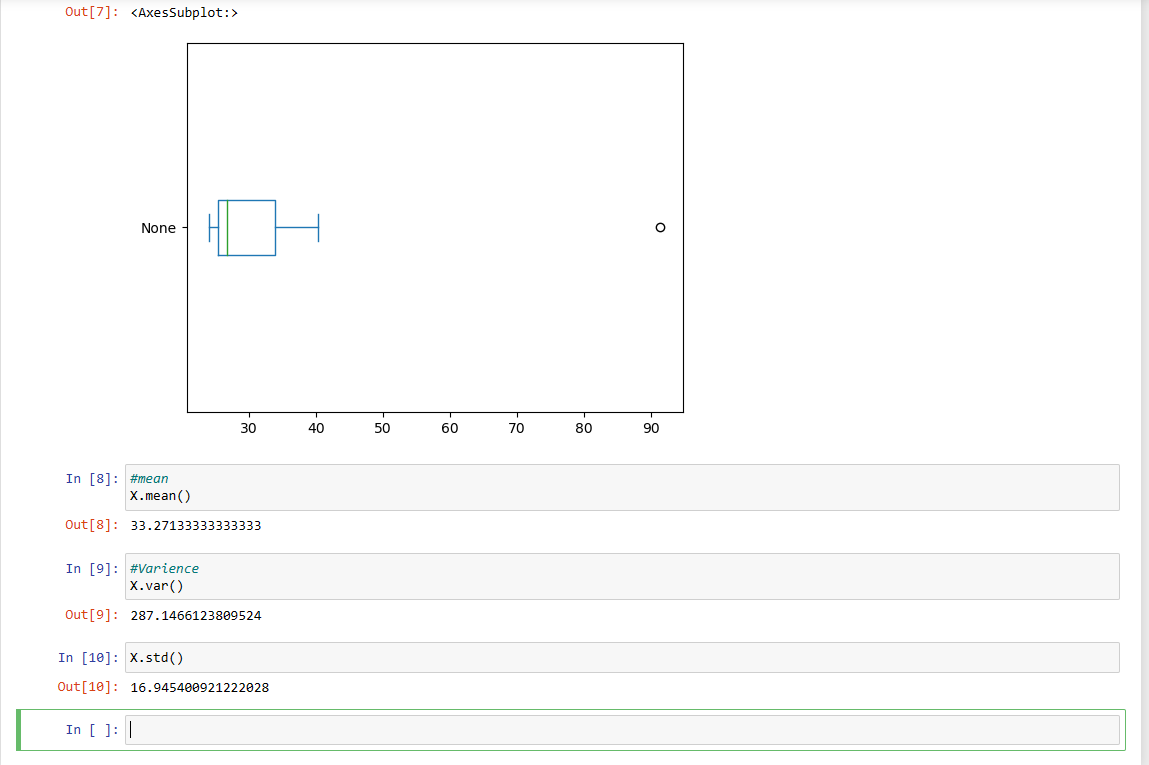 Out[7]: <AxesSubplot:>
None
30 40 50 60 70 80 90
In [8]: #mean
X.mean()
Out[8]: 33.27133333333333
In [9]: #Varience
X.var()
Out[9]: 287.1466123809524
In [10]: X.std()
Out[10]: 16.945400921222028
In [ ]: